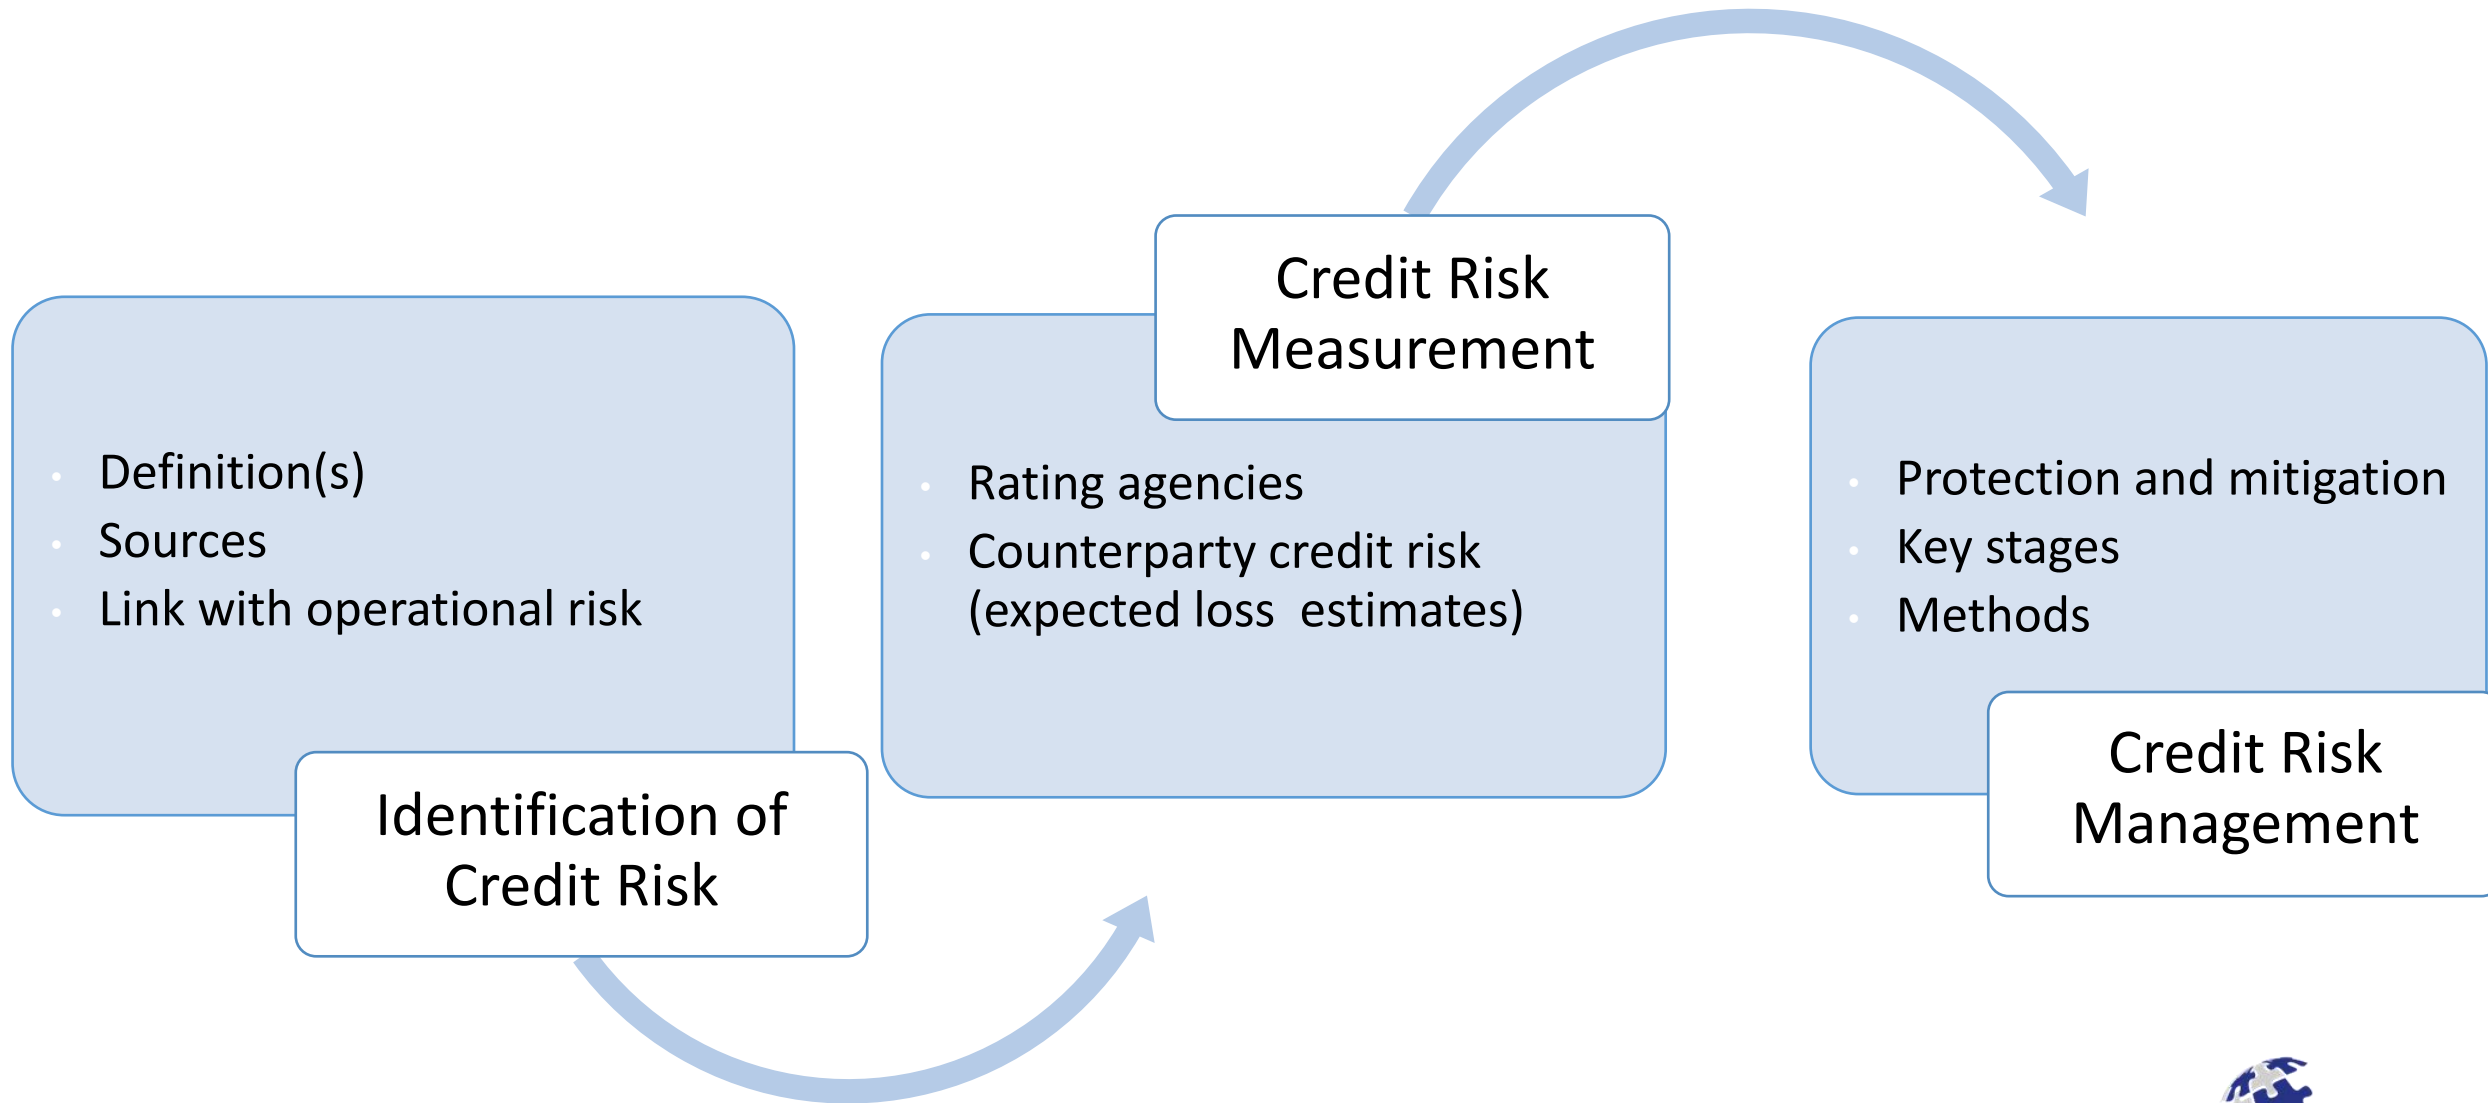 Definition(s)
Sources
Link with operational risk
Identification of
Credit Risk
Credit Risk
Measurement
Rating agencies
Counterparty credit risk
(expected loss  estimates)
Protection and mitigation
Key stages
Methods
Credit Risk
Management